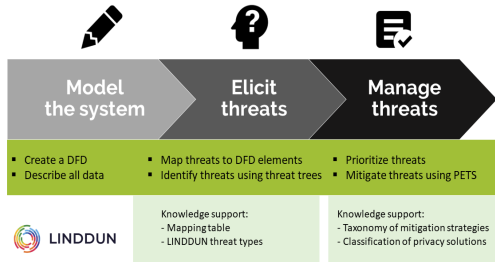 Model
the system
Elicit
threats
Manage
threats
▪ Create a DFD
▪ Describe all data
▪ Map threats to DFD elements
▪ Identify threats using threat trees
▪ Prioritize threats
▪ Mitigate threats using PETS
LINDDUN
Knowledge support:
- Mapping table
- LINDDUN threat types
Knowledge support:
- Taxonomy of mitigation strategies
- Classification of privacy solutions